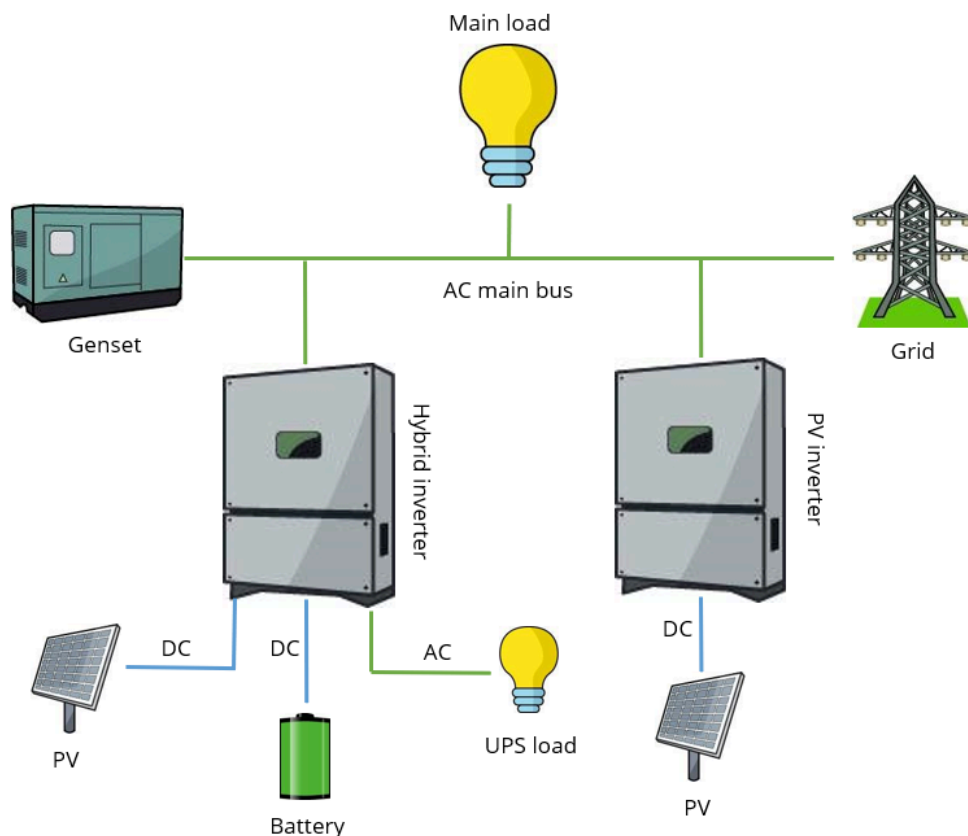 Main load
AC main bus
Genset
Grid
Hybrid inverter
PV inverter
DC
DC
AC
DC
PV
Battery
UPS load
PV